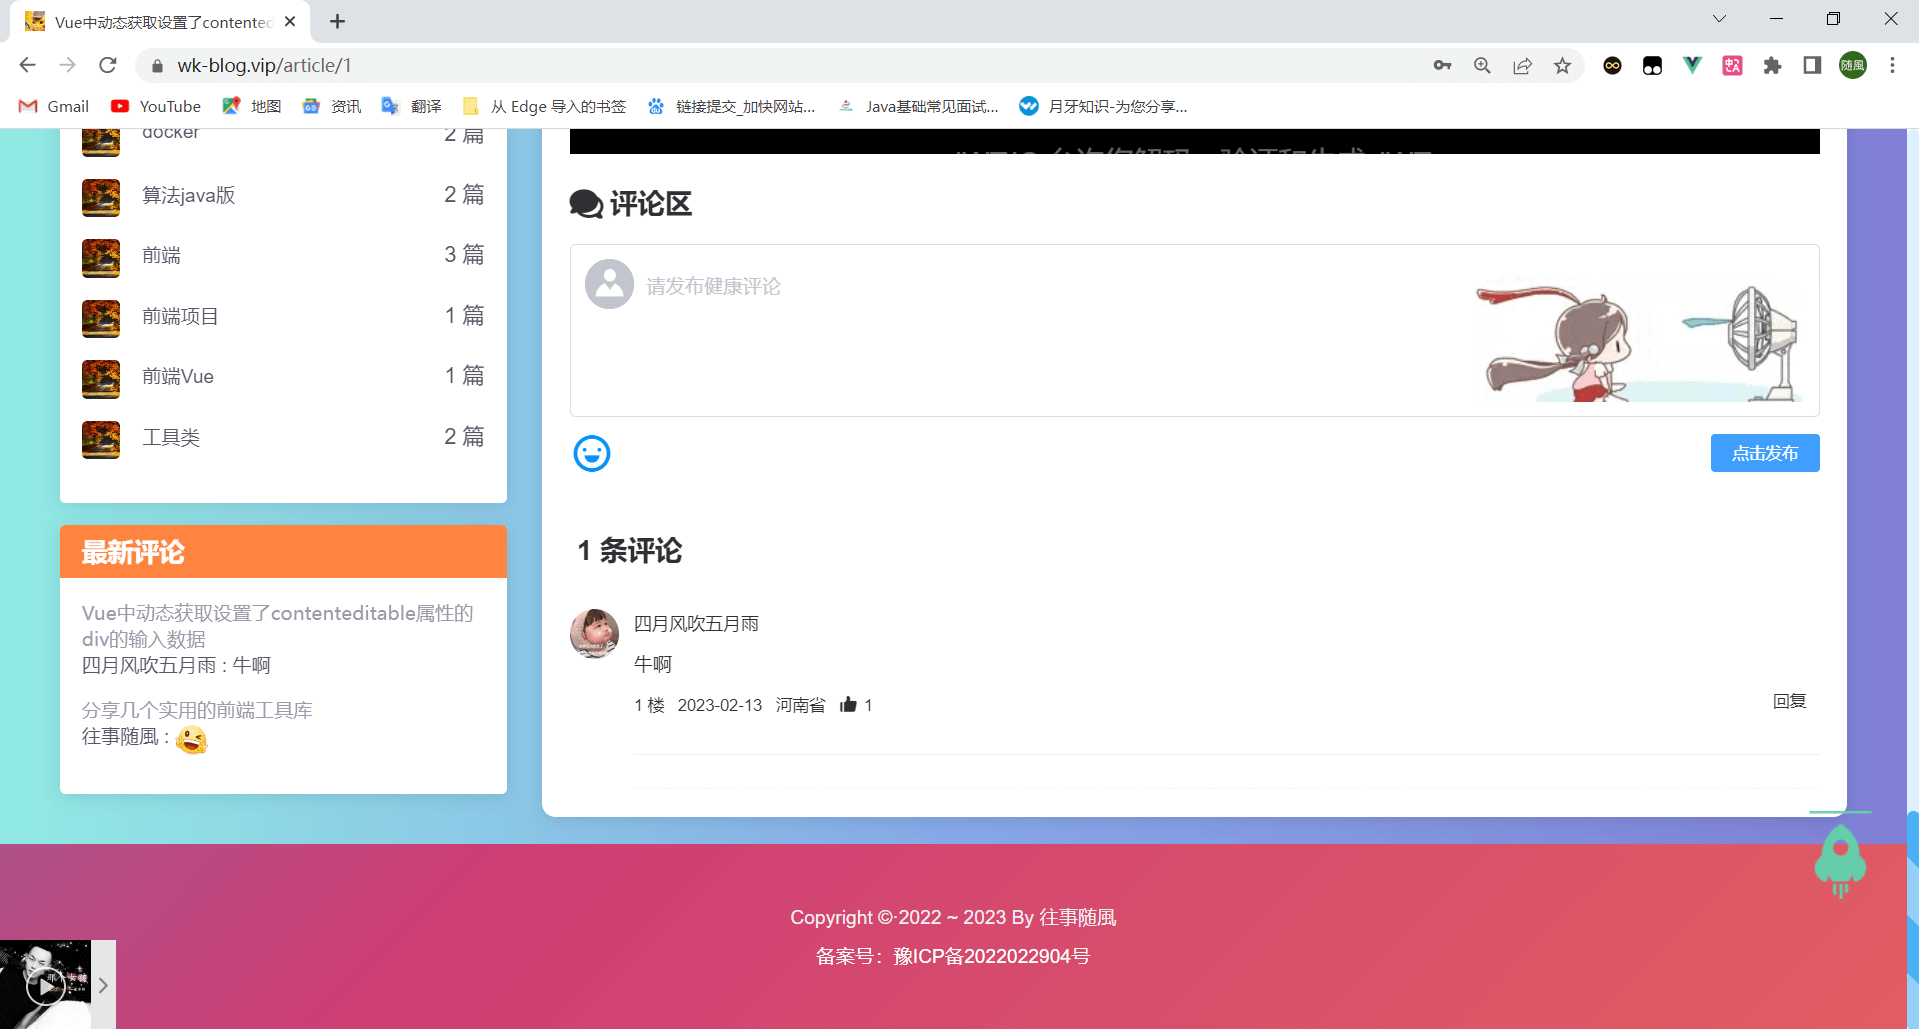 Vue中动态获取设置了contented
wk-blog.vip/article/1
随風
Gmail
YouTube
地图
资讯
翻译
从 Edge 导入的书签
链接提交_加快网站...
Java基础常见面试...
月牙知识-为您分享...
docker 2 篇
算法java版 2 篇
前端 3 篇
前端项目 1 篇
前端Vue 1 篇
工具类 2 篇
最新评论
Vue中动态获取设置了contenteditable属性的
div的输入数据
四月风吹五月雨 : 牛啊
分享几个实用的前端工具库
往事随風 :
评论区
请发布健康评论
点击发布
1 条评论
四月风吹五月雨
牛啊
1 楼 2023-02-13 河南省 1
回复
Copyright ©·2022 ~ 2023 By 往事随風
备案号：豫ICP备2022022904号